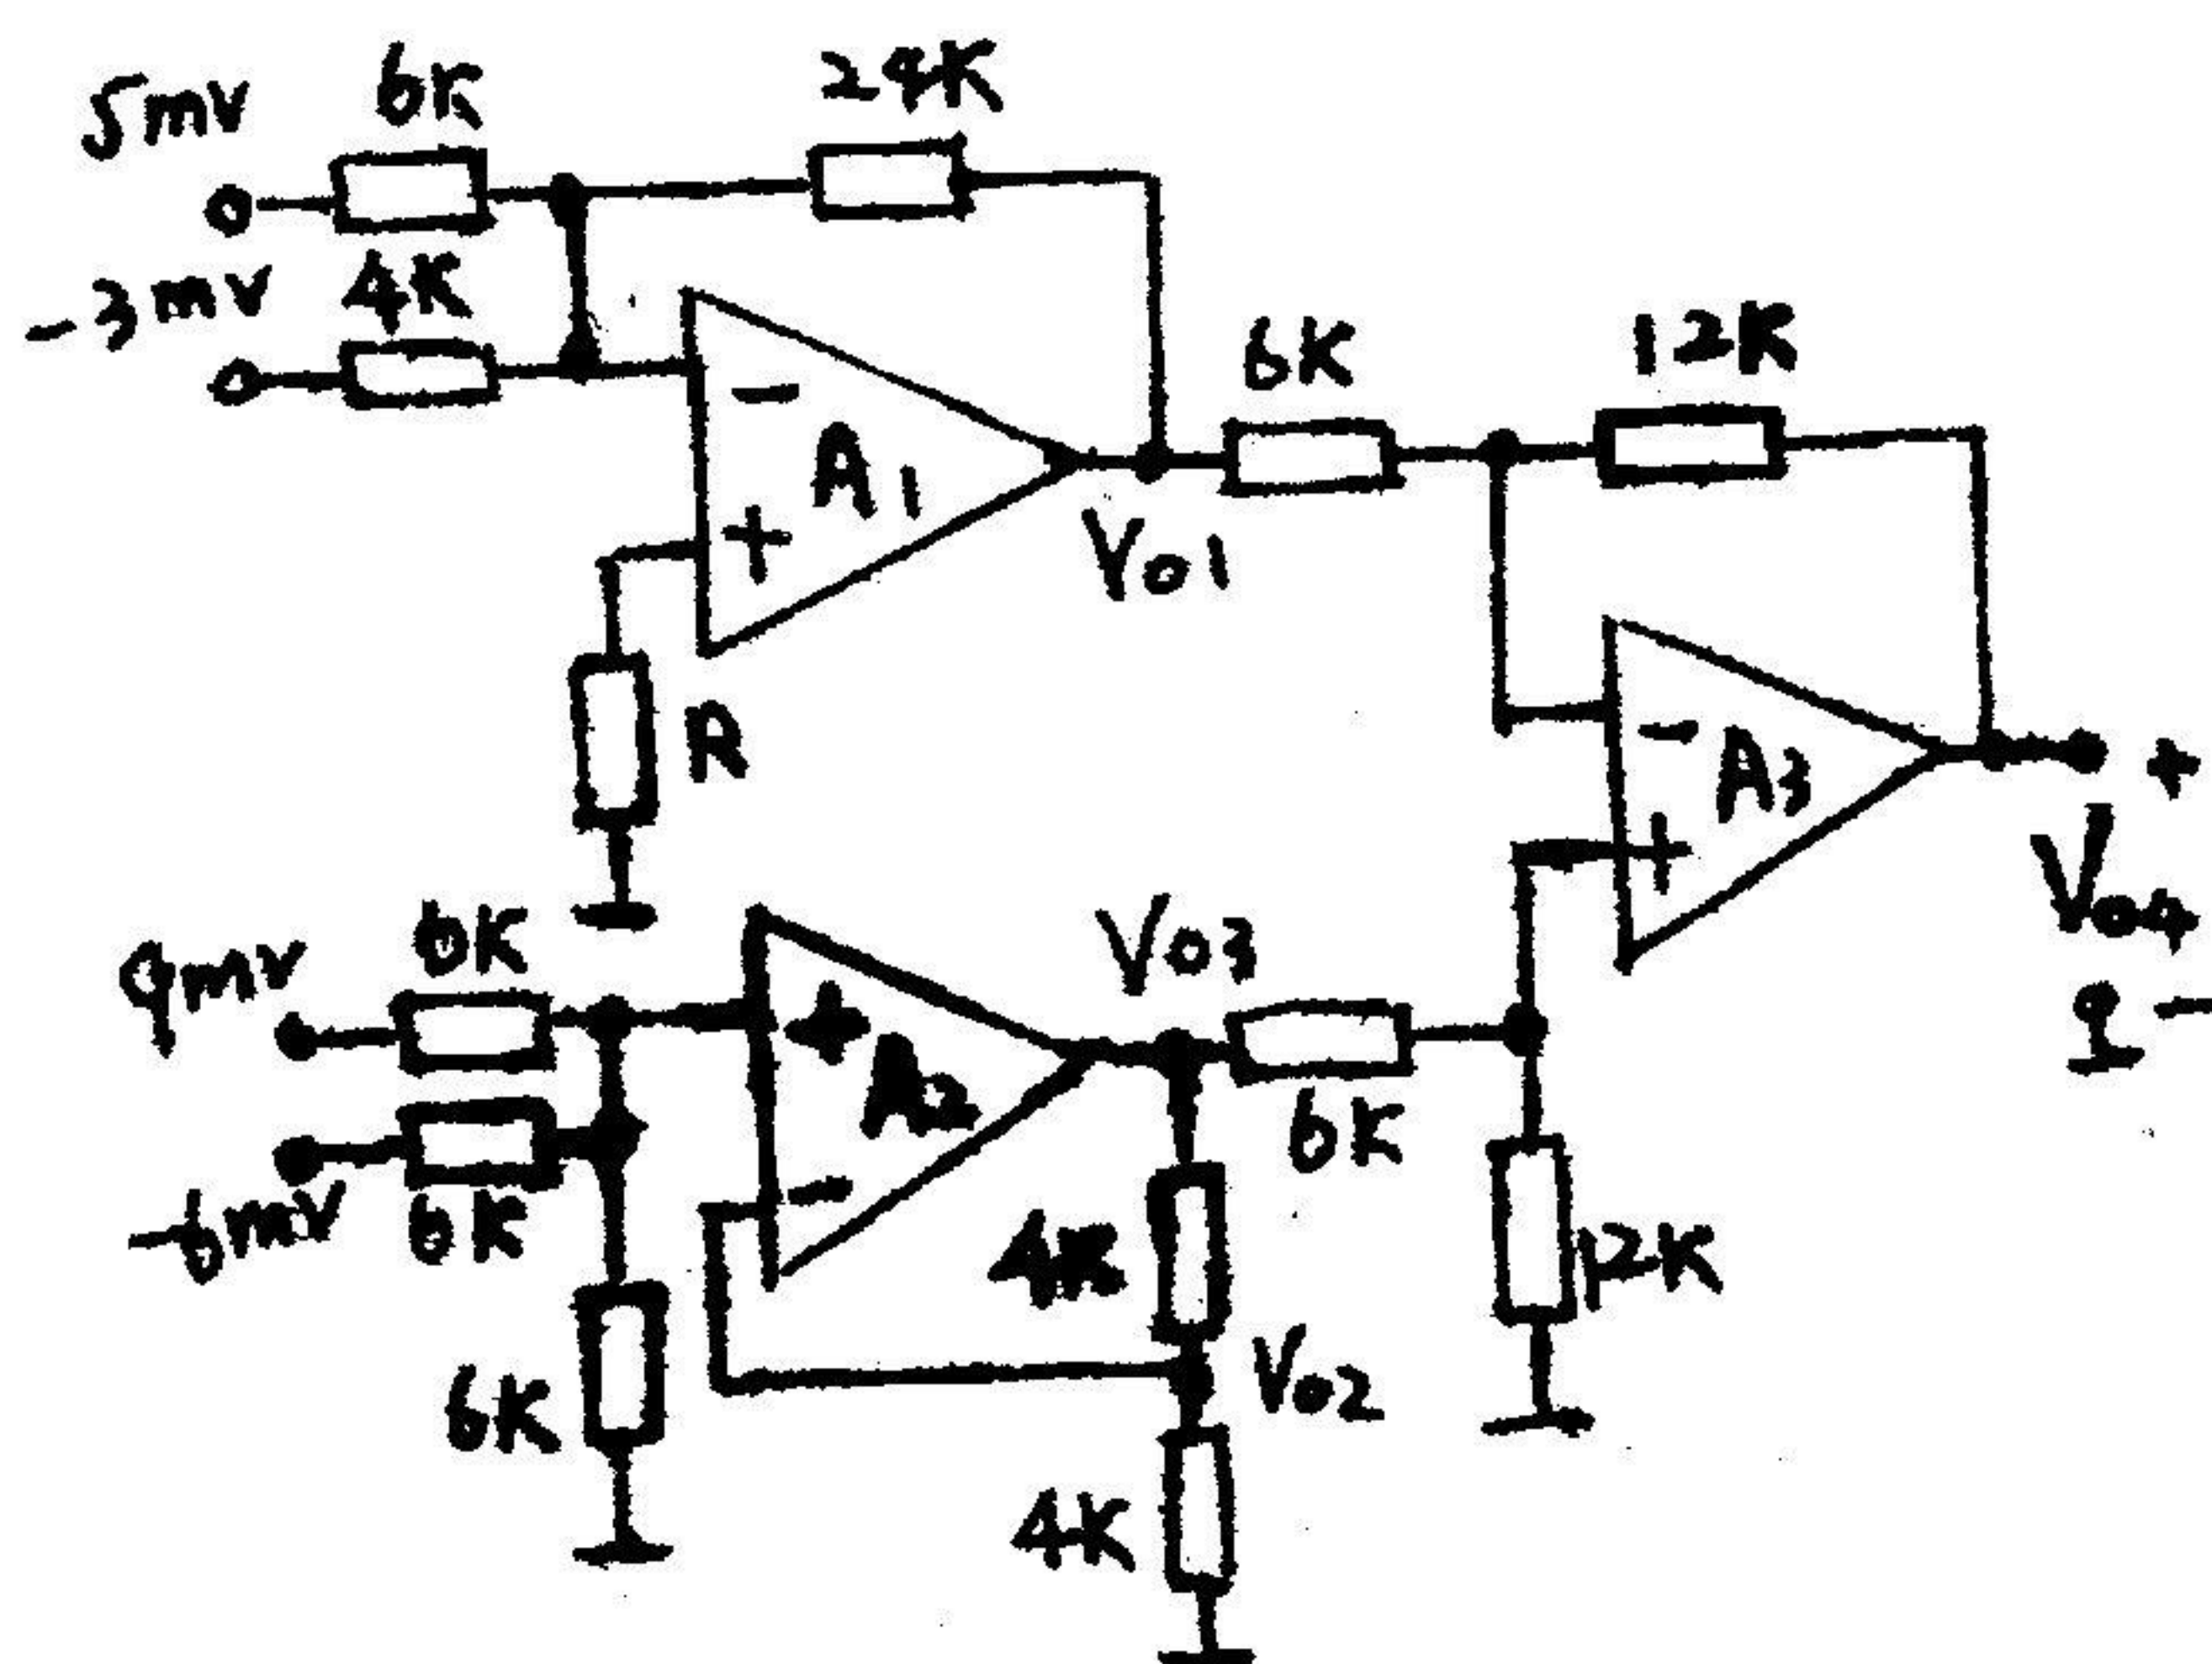 5mv
6K
24K
-3mv
4K
6K
12K
-
A1
+
Vo1
R
-
A3
+
+
Vo4
-
9mv
6K
Vo3
+
A2
-
-6mv
6K
6K
4K
12K
6K
Vo2
4K